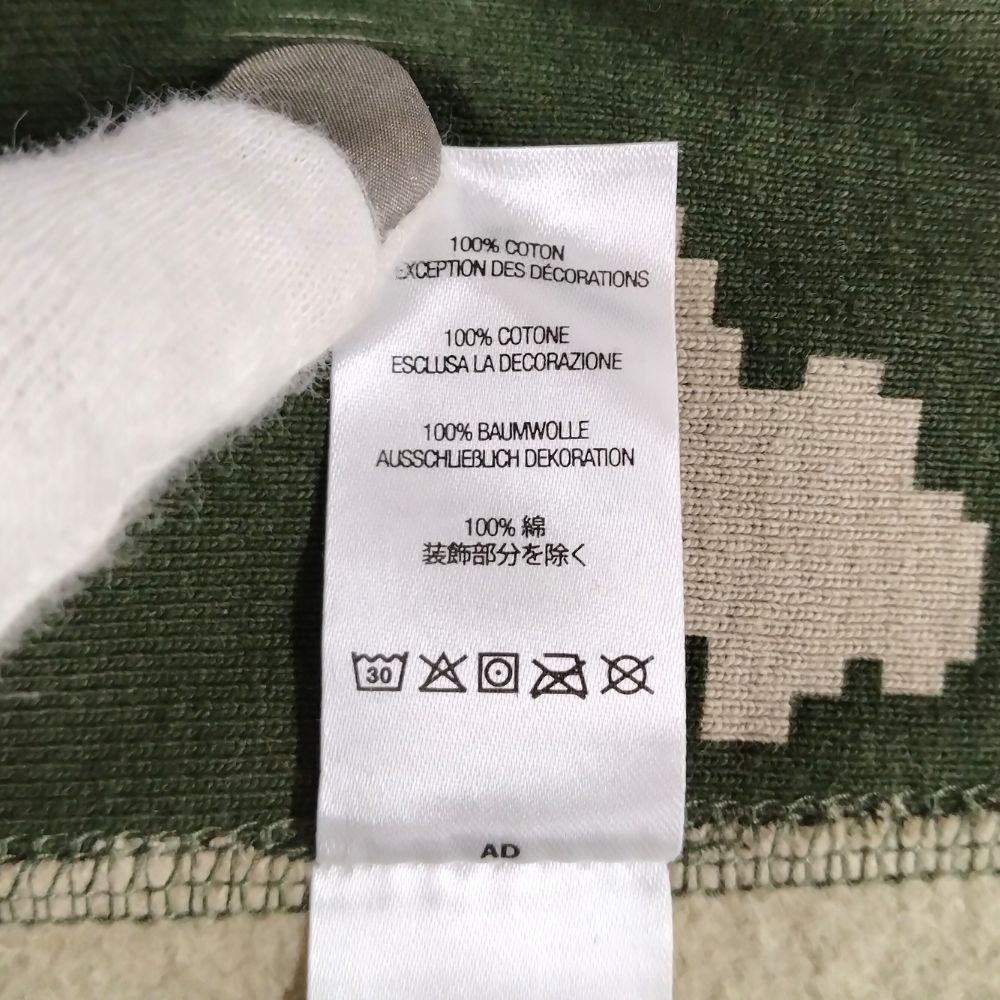 100% COTON
EXCEPTION DES DÉCORATIONS
100% COTONE
ESCLUSA LA DECORAZIONE
100% BAUMWOLLE
AUSSCHLIEBLICH DEKORATION
100% 綿
装飾部分を除く
30
AD